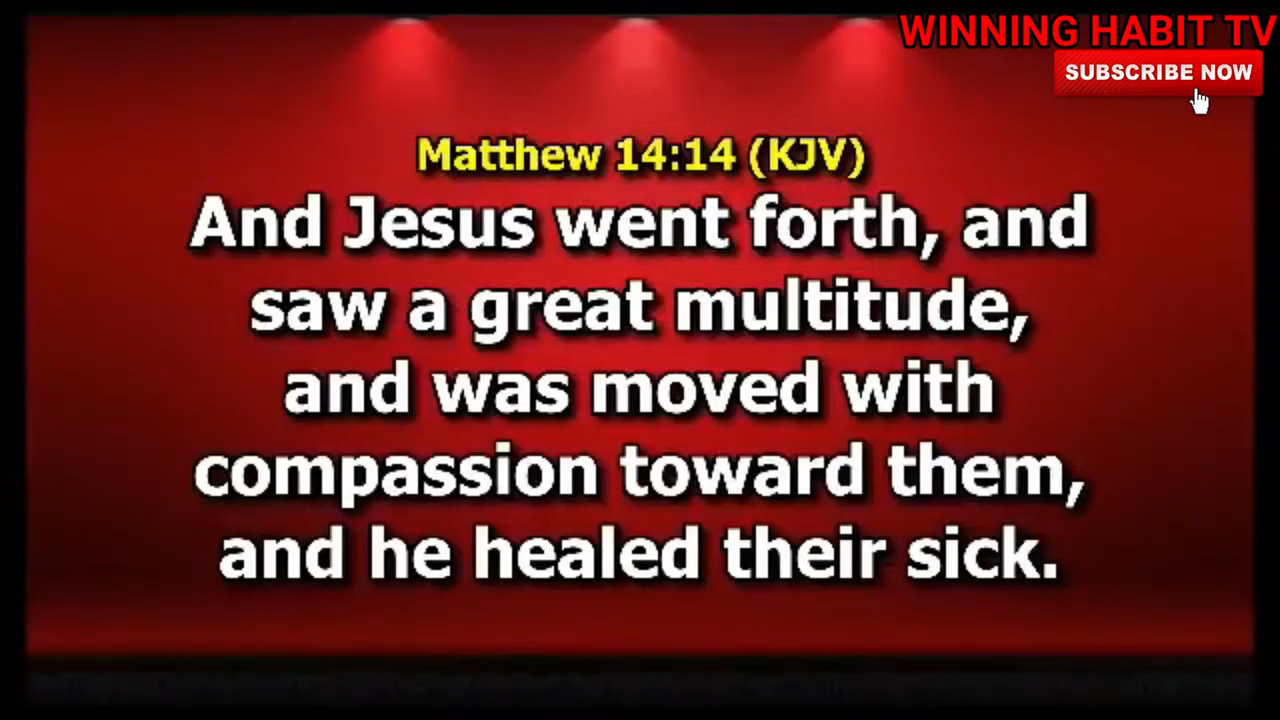 WINNING HABIT TV
SUBSCRIBE NOW
Matthew 14:14 (KJV)
And Jesus went forth, and
saw a great multitude,
and was moved with
compassion toward them,
and he healed their sick.